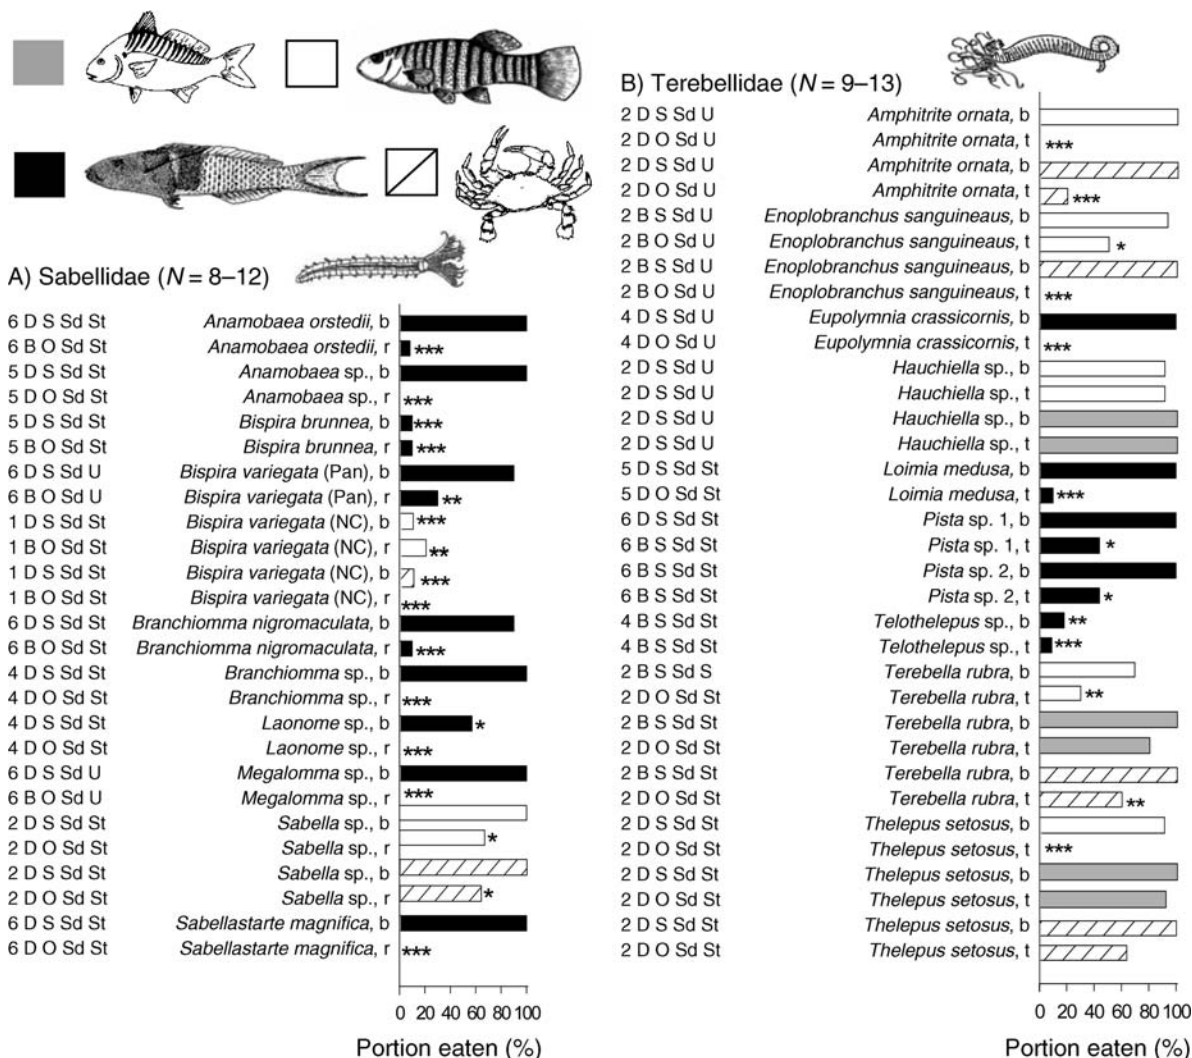 A) Sabellidae (N = 8–12)
6 D S Sd St Anamobaea orstedii, b
6 B O Sd St Anamobaea orstedii, r ***
5 D S Sd St Anamobaea sp., b
5 D O Sd St Anamobaea sp., r ***
5 D S Sd St Bispira brunnea, b ***
5 B O Sd St Bispira brunnea, r ***
6 D S Sd U Bispira variegata (Pan), b
6 B O Sd U Bispira variegata (Pan), r **
1 D S Sd St Bispira variegata (NC), b ***
1 B O Sd St Bispira variegata (NC), r **
1 D S Sd St Bispira variegata (NC), b ***
1 B O Sd St Bispira variegata (NC), r ***
6 D S Sd St Branchiomma nigromaculata, b
6 B O Sd St Branchiomma nigromaculata, r ***
4 D S Sd St Branchiomma sp., b
4 D O Sd St Branchiomma sp., r ***
4 D S Sd St Laonome sp., b *
4 D O Sd St Laonome sp., r ***
6 D S Sd U Megalomma sp., b
6 B O Sd U Megalomma sp., r ***
2 D S Sd St Sabella sp., b
2 D O Sd St Sabella sp., r *
2 D S Sd St Sabella sp., b
2 D O Sd St Sabella sp., r *
6 D S Sd St Sabellastarte magnifica, b
6 D O Sd St Sabellastarte magnifica, r ***
0 20 40 60 80 100
Portion eaten (%)
B) Terebellidae (N = 9–13)
2 D S Sd U Amphitrite ornata, b
2 D O Sd U Amphitrite ornata, t ***
2 D S Sd U Amphitrite ornata, b
2 D O Sd U Amphitrite ornata, t ***
2 B S Sd U Enoplobranchus sanguineaus, b
2 B O Sd U Enoplobranchus sanguineaus, t *
2 B S Sd U Enoplobranchus sanguineaus, b
2 B O Sd U Enoplobranchus sanguineaus, t ***
4 D S Sd U Eupolymnia crassicornis, b
4 D O Sd U Eupolymnia crassicornis, t ***
2 D S Sd U Hauchiella sp., b
2 D S Sd U Hauchiella sp., t
2 D S Sd U Hauchiella sp., b
2 D S Sd U Hauchiella sp., t
5 D S Sd St Loimia medusa, b
5 D O Sd St Loimia medusa, t ***
6 D S Sd St Pista sp. 1, b
6 B S Sd St Pista sp. 1, t *
6 B S Sd St Pista sp. 2, b
6 B S Sd St Pista sp. 2, t *
4 B S Sd St Telothelepus sp., b **
4 B S Sd St Telothelepus sp., t ***
2 B S Sd S Terebella rubra, b
2 D O Sd St Terebella rubra, t **
2 B S Sd St Terebella rubra, b
2 D O Sd St Terebella rubra, t
2 B S Sd St Terebella rubra, b
2 D O Sd St Terebella rubra, t **
2 D S Sd St Thelepus setosus, b
2 D O Sd St Thelepus setosus, t ***
2 D S Sd St Thelepus setosus, b
2 D O Sd St Thelepus setosus, t
2 D S Sd St Thelepus setosus, b
2 D O Sd St Thelepus setosus, t
0 20 40 60 80 100
Portion eaten (%)